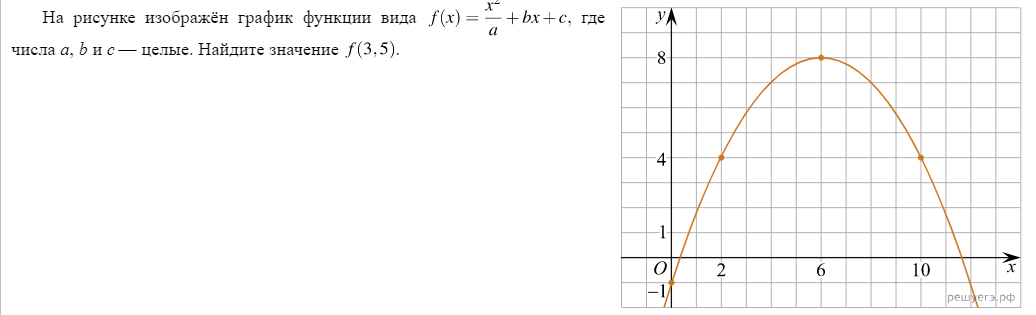 На рисунке изображён график функции вида f(x) = x²/a + bx + c, где
числа a, b и c — целые. Найдите значение f(3,5).
y
8
4
1
O 2 6 10 x
−1
решуегэ.рф